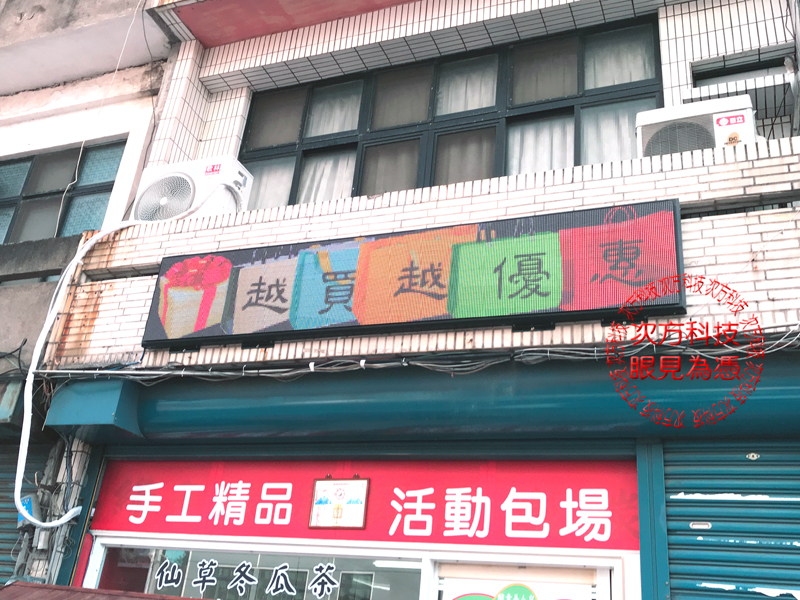 越買越優惠
次方科技
眼見為憑
手工精品 活動包場
仙草冬瓜茶